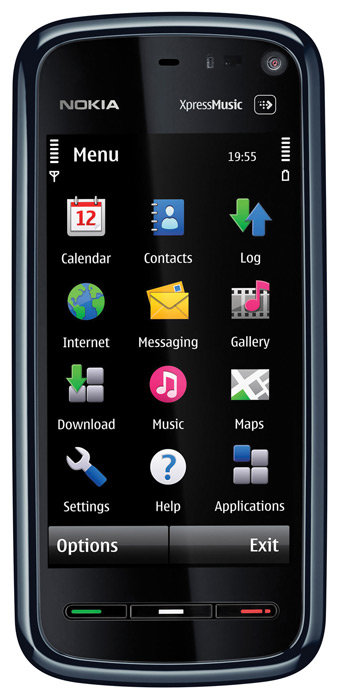 NOKIA XpressMusic
Menu 19:55
12
Calendar Contacts Log
Internet Messaging Gallery
Download Music Maps
Settings Help Applications
Options Exit